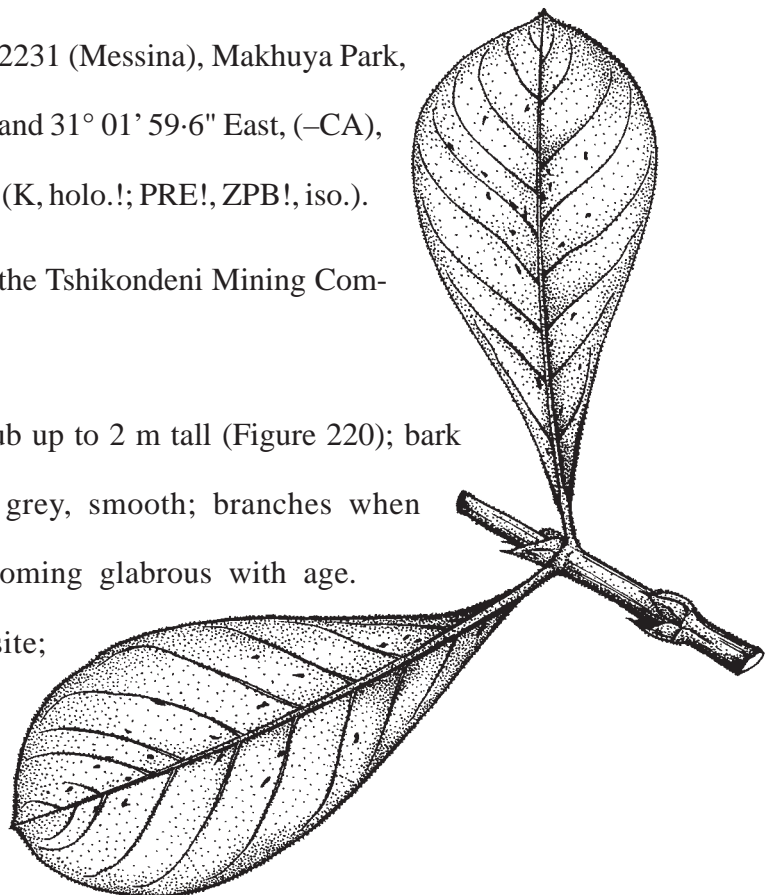 2231 (Messina), Makhuya Park,
and 31° 01’ 59·6" East, (–CA),
(K, holo.!; PRE!, ZPB!, iso.).
the Tshikondeni Mining Com-
ub up to 2 m tall (Figure 220); bark
grey, smooth; branches when
oming glabrous with age.
site;